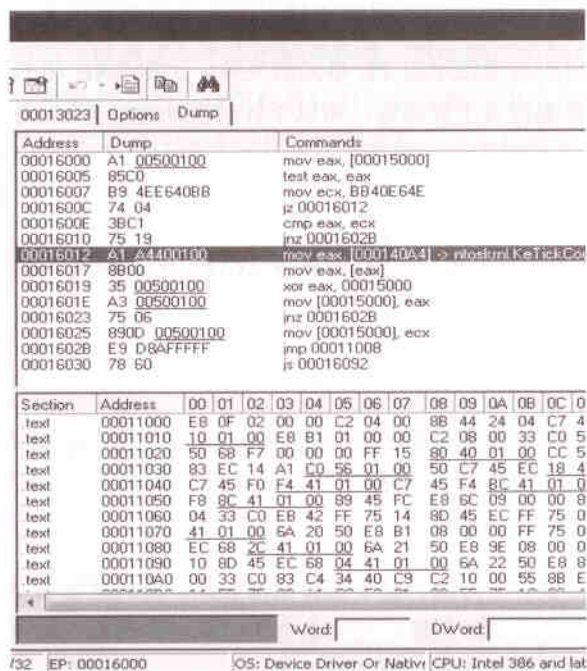 00013023 Options Dump
Address Dump Commands
00016000 A1 00500100 mov eax, [00015000]
00016005 85C0 test eax, eax
00016007 B9 4EE640BB mov ecx, BB40E64E
0001600C 74 04 jz 00016012
0001600E 3BC1 cmp eax, ecx
00016010 75 19 jnz 0001602B
00016012 A1 A4400100 mov eax, [000140A4] -> ntoskrnl.KeTickCou
00016017 8B00 mov eax, [eax]
00016019 35 00500100 xor eax, 00015000
0001601E A3 00500100 mov [00015000], eax
00016023 75 06 jnz 0001602B
00016025 890D 00500100 mov [00015000], ecx
0001602B E9 D8AFFFFF jmp 00011008
00016030 78 60 js 00016092
Section Address 00 01 02 03 04 05 06 07 08 09 0A 0B 0C 0
.text 00011000 E8 0F 02 00 00 C2 04 00 8B 44 24 04 C7 4
.text 00011010 10 01 00 E8 B1 01 00 00 C2 08 00 33 C0 5
.text 00011020 50 68 F7 00 00 00 FF 15 80 40 01 00 CC 5
.text 00011030 83 EC 14 A1 C0 56 01 00 50 C7 45 EC 18 4
.text 00011040 C7 45 F0 F4 41 01 00 C7 45 F4 BC 41 01 0
.text 00011050 F8 8C 41 01 00 89 45 FC E8 6C 09 00 00 8
.text 00011060 04 33 C0 EB 42 FF 75 14 8D 45 EC FF 75 0
.text 00011070 41 01 00 6A 20 50 E8 B1 08 00 00 FF 75 0
.text 00011080 EC 68 2C 41 01 00 6A 21 50 E8 9E 08 00 0
.text 00011090 10 8D 45 EC 68 04 41 01 00 6A 22 50 E8 8
.text 000110A0 00 33 C0 83 C4 34 40 C9 C2 10 00 55 8B E
Word: DWord:
/32 EP: 00016000 OS: Device Driver Or Nativ CPU: Intel 386 and lat